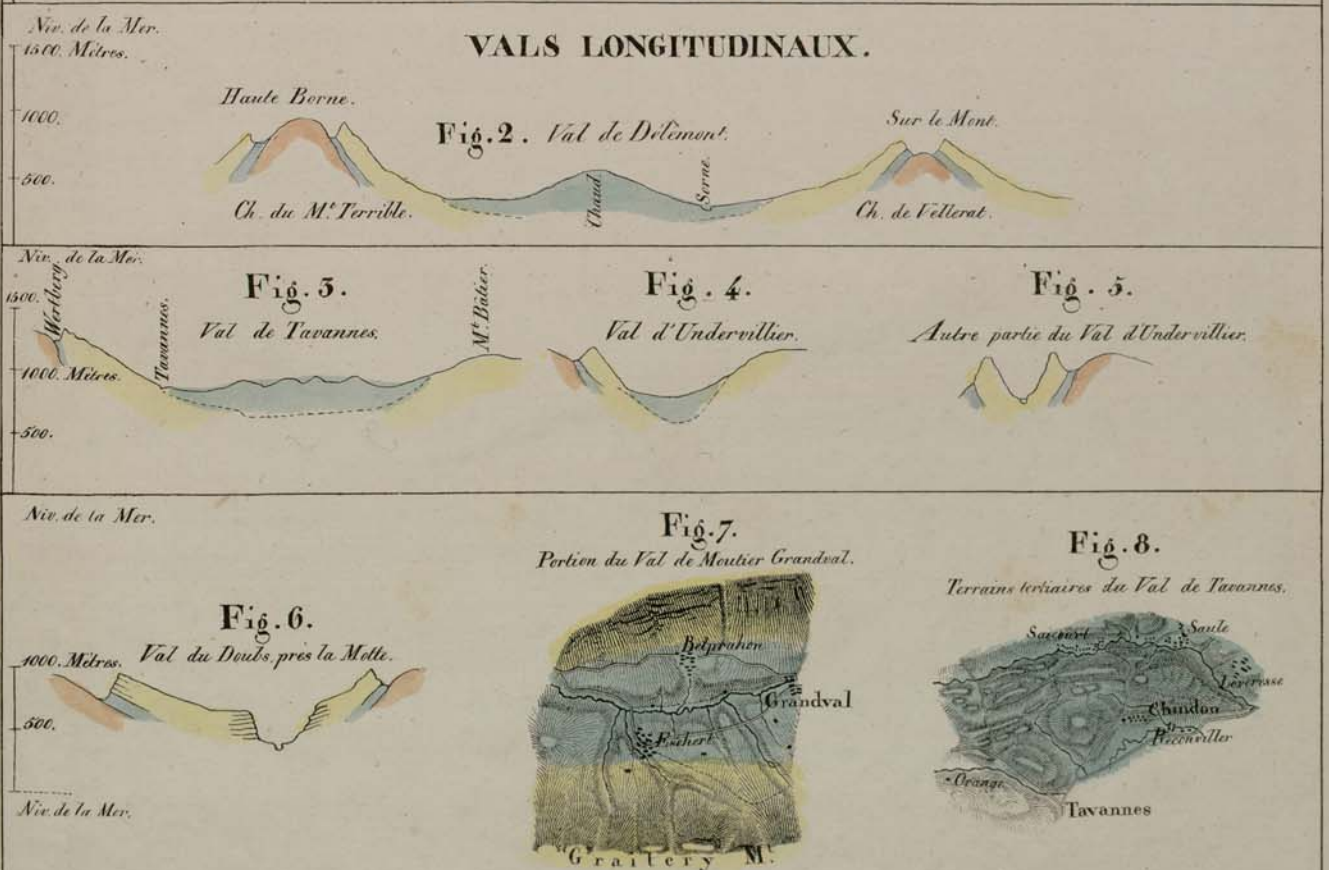 Niv. de la Mer.
1500. Mètres.
VALS LONGITUDINAUX.
Haute Borne.
1000.
Fig. 2. Val de Délémont.
Sur le Mont.
500.
Chaud
Sorne.
Ch. du Mt. Terrible.
Ch. de Vellerat.
Niv. de la Mer.
1500.
Wertberg
Tavannes.
Fig. 3.
Val de Tavannes.
Mt. Bâtier.
Fig. 4.
Val d'Undervillier.
Fig. 5.
Autre partie du Val d'Undervillier.
1000. Mètres.
500.
Niv. de la Mer.
Fig. 6.
Val du Doubs, près la Motte.
1000. Mètres.
500.
Niv. de la Mer.
Fig. 7.
Portion du Val de Moutier Grandval.
Belprahon
Grandval
Eschert
Graitery Mt.
Fig. 8.
Terrains tertiaires du Val de Tavannes.
Saicourt
Saule
Chindon
Réconviller
Orange
Tavannes